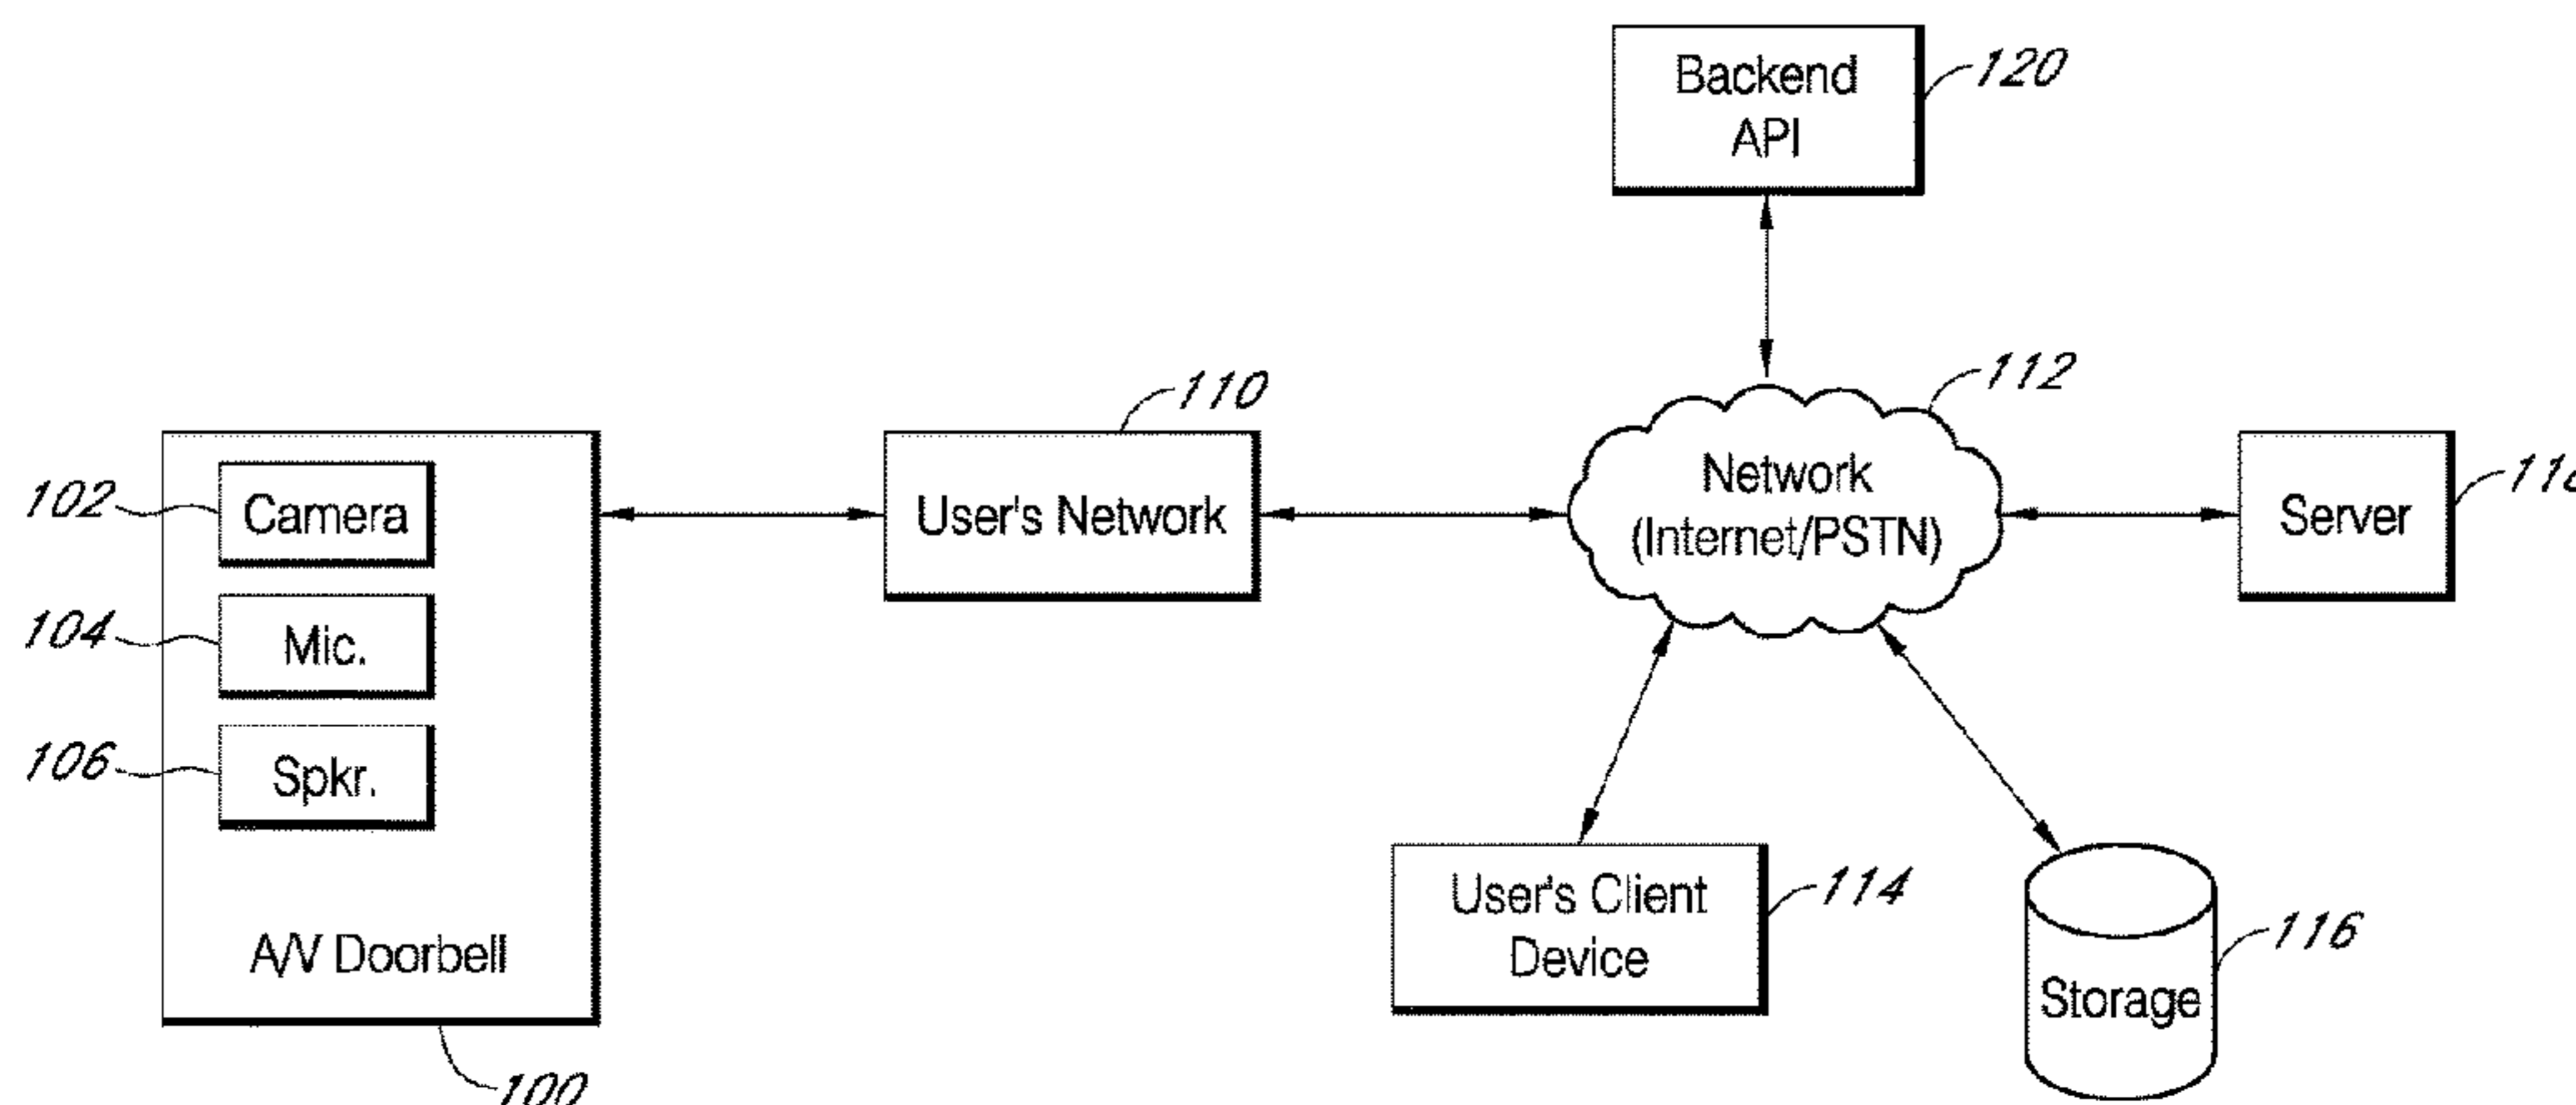 Backend
API
120
112
110
102
Camera
User's Network
Network
(Internet/PSTN)
Server
104
Mic.
106
Spkr.
User's Client
Device
114
116
Storage
A/V Doorbell
100